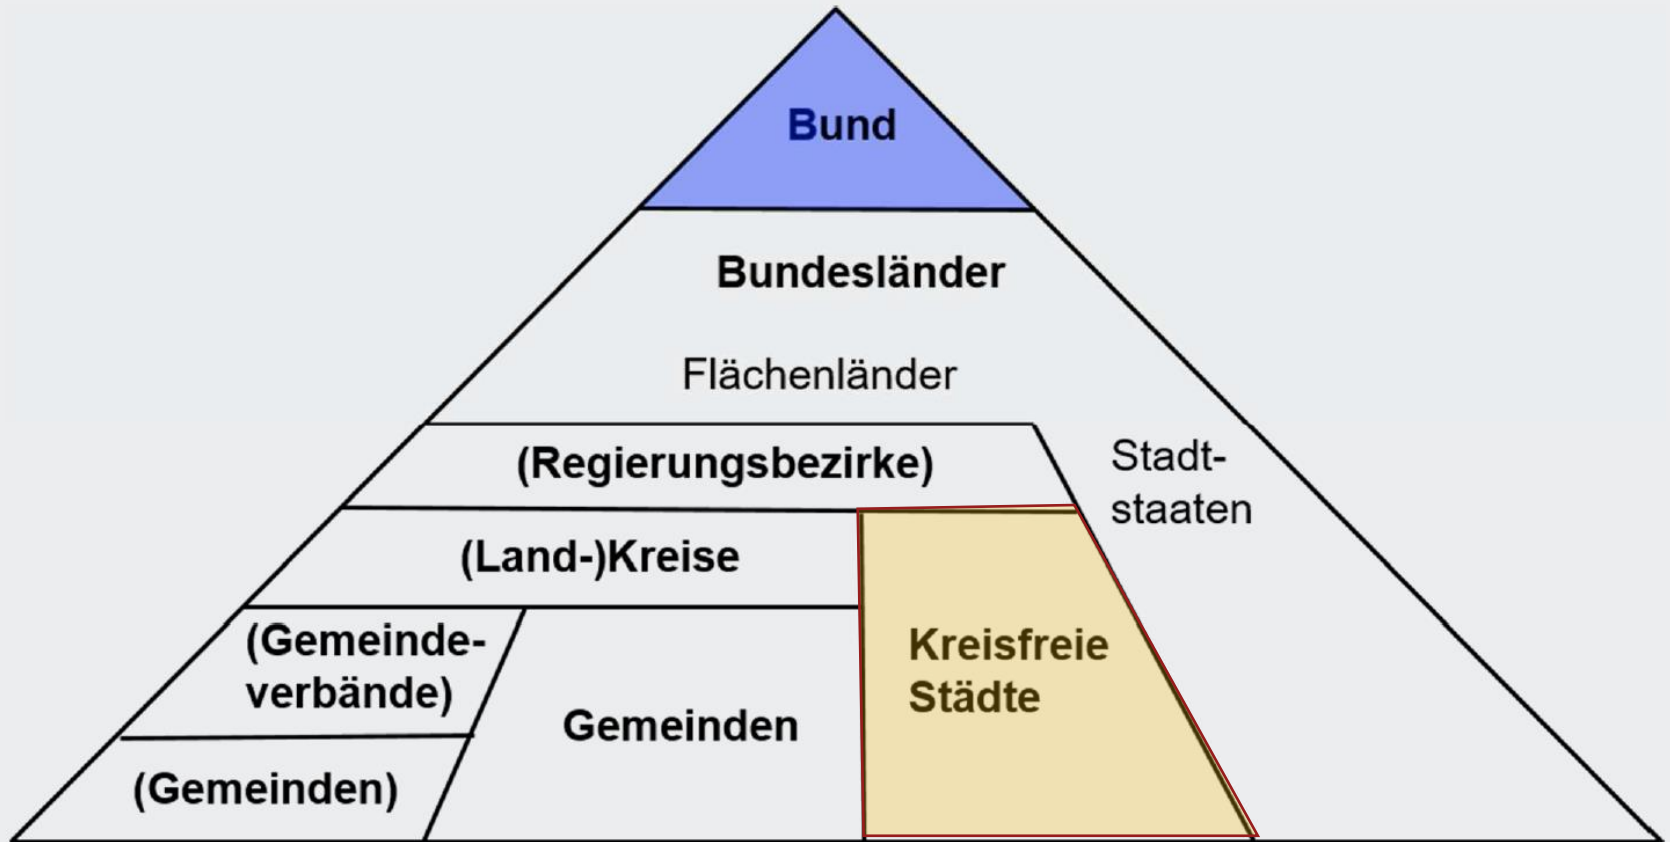 Bund
Bundesländer
Flächenländer
(Regierungsbezirke)
Stadt-
staaten
(Land-)Kreise
Kreisfreie
Städte
(Gemeinde-
verbände)
Gemeinden
(Gemeinden)